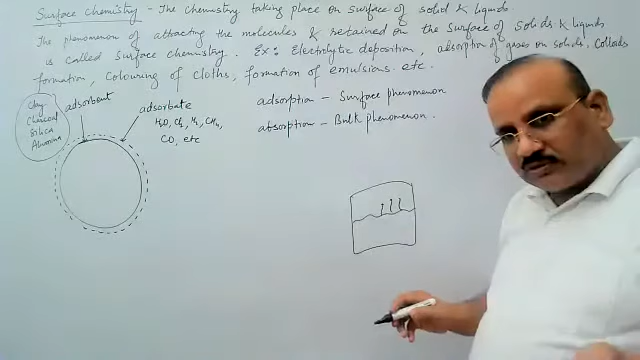 Surface chemistry - The chemistry taking place on surface of solid & liquids
The phenomenon of attracting the molecules & retained on the surface of solids & liquids
is called Surface chemistry. Ex: Electrolytic deposition, absorption of gases on solids, Colloids
formation, Colouring of cloths, formation of emulsions. etc.
Clay
Charcoal
Silica
Alumina
adsorbent
adsorbate
H2O, Cl2, H2, CH4,
CO, etc
adsorption - Surface phenomenon
absorption - Bulk phenomenon.